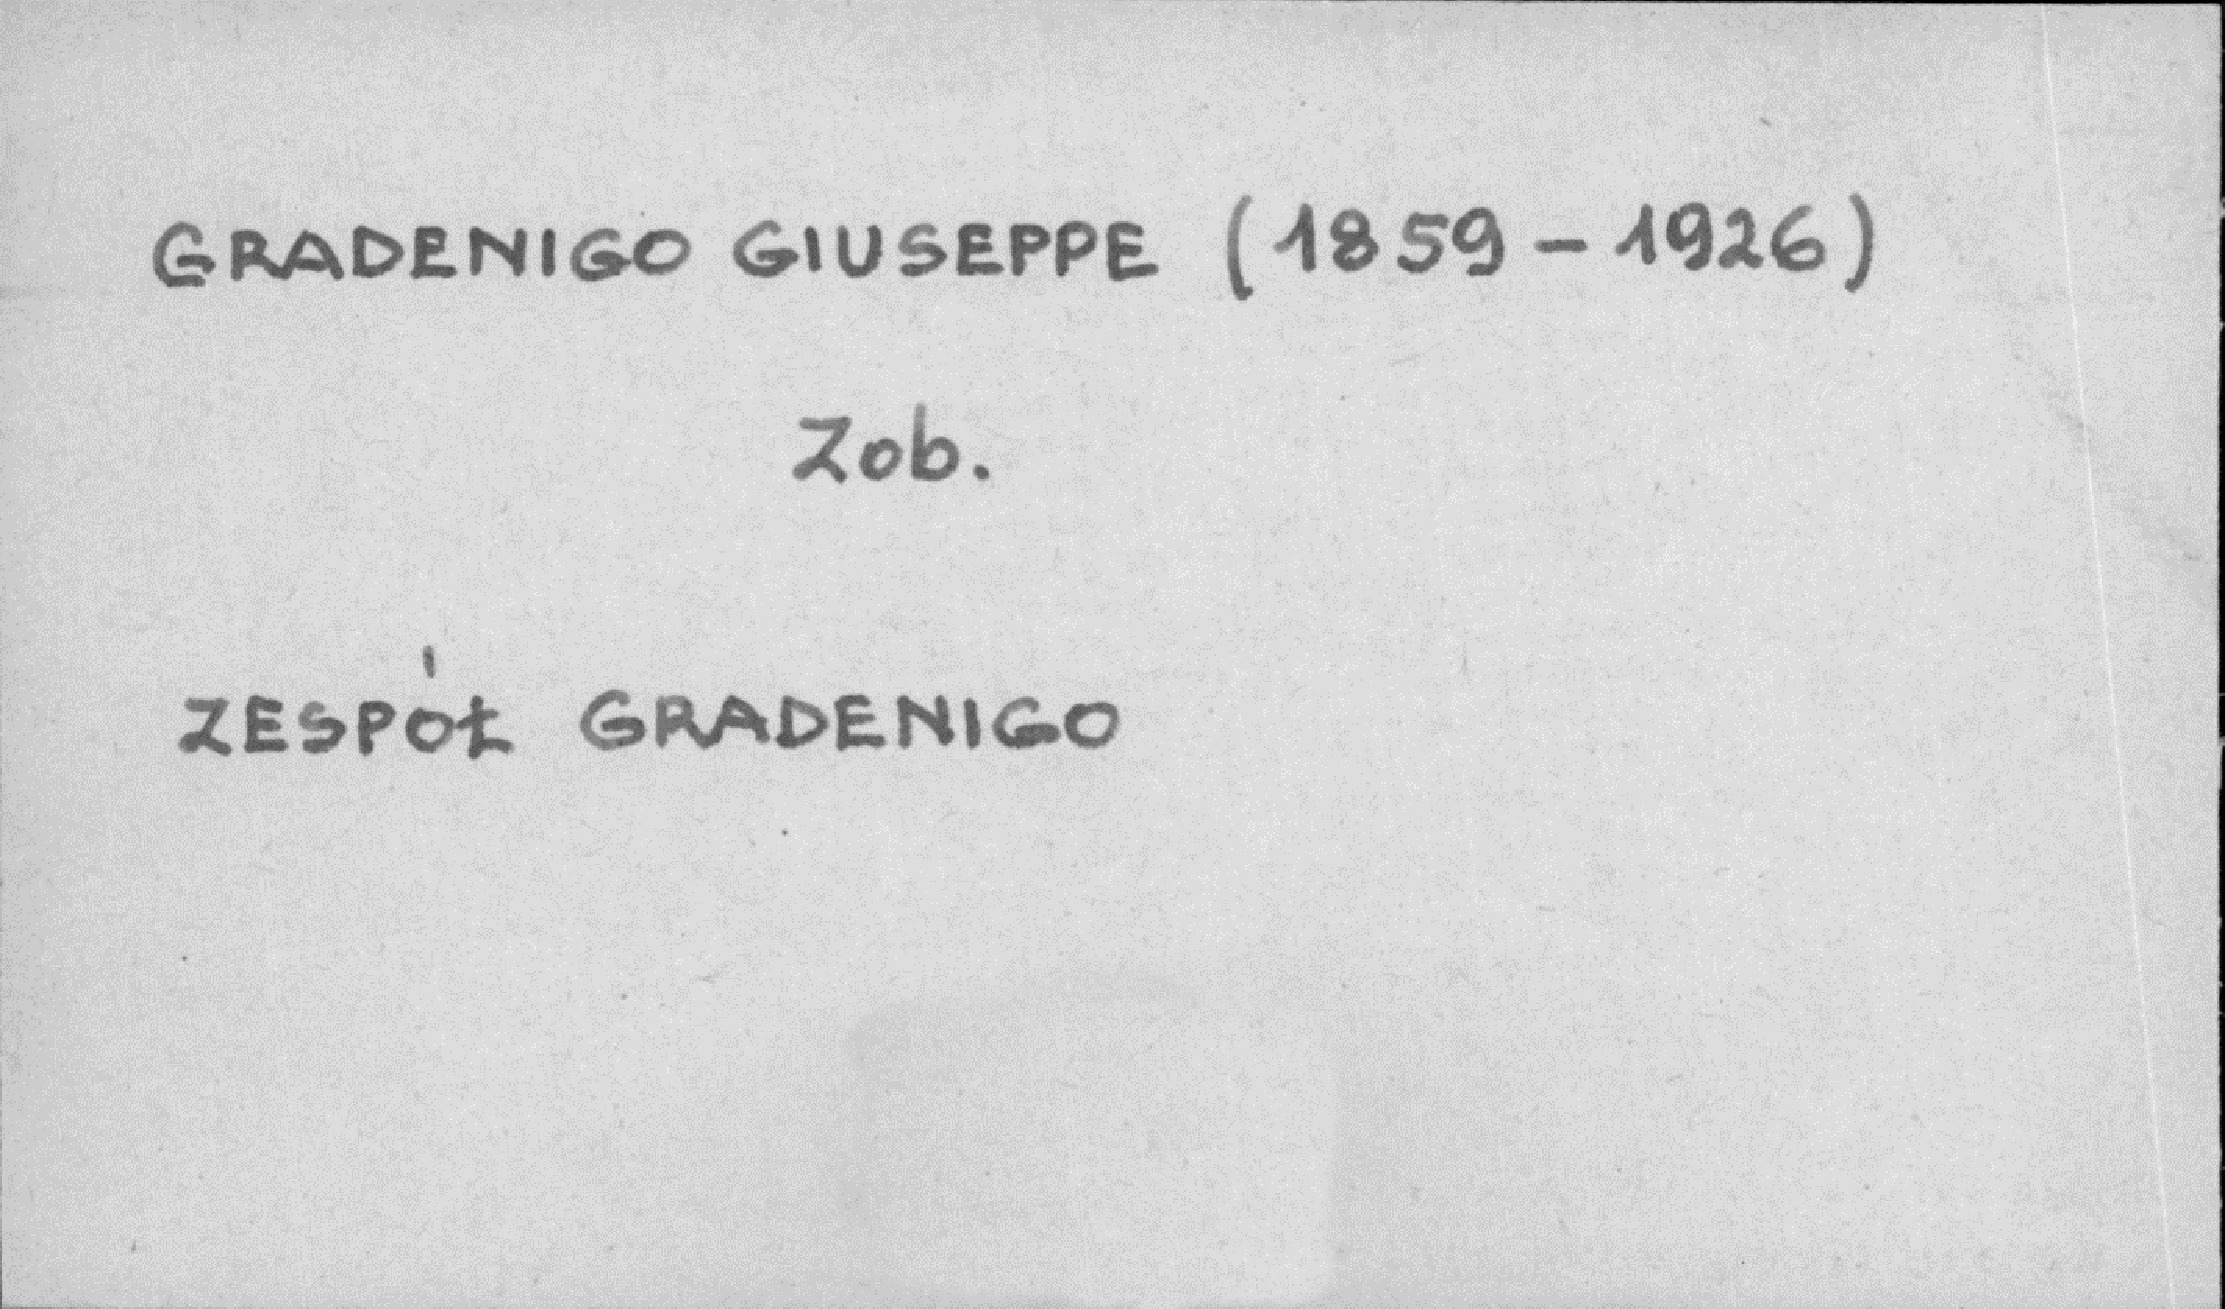 GRADENIGO GIUSEPPE (1859-1926)
Zob.
ZESPÓŁ GRADENIGO